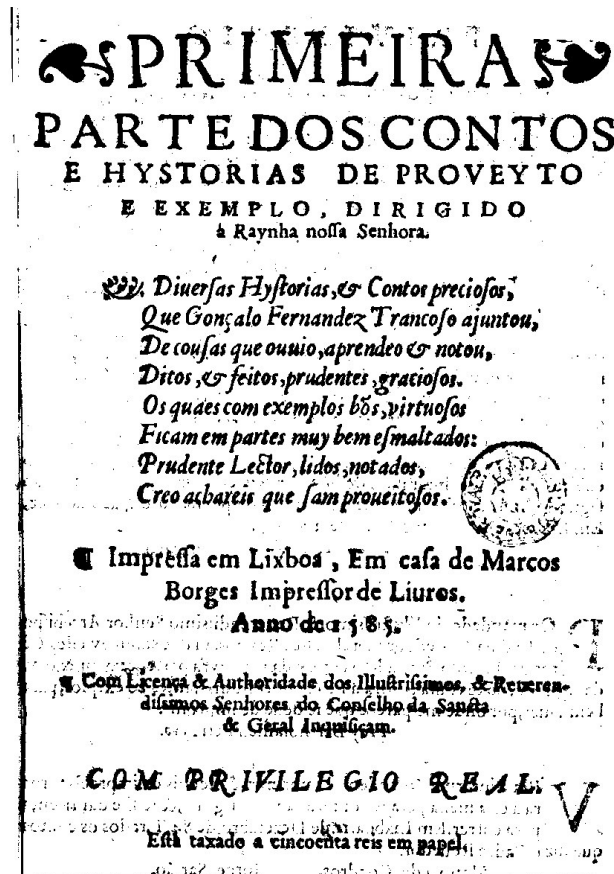 PRIMEIRA
PARTE DOS CONTOS
E HYSTORIAS DE PROVEYTO
E EXEMPLO, DIRIGIDO
à Raynha nossa Senhora.
Diuersas Hystorias, & Contos preciosos,
Que Gonçalo Fernandez Trancoso ajuntou,
De cousas que ouuio, aprendeo & notou,
Ditos, & feitos, prudentes, graciosos.
Os quaes com exemplos bõs, virtuosos
Ficam em partes muy bem esmaltados:
Prudente Lector, lidos, notados,
Creo achareis que sam proueitosos.
¶ Impressa em Lixboa, Em casa de Marcos
Borges Impressor de Liuros.
Anno de 1585.
¶ Com Licença & Authoridade dos Illustrissimos, & Reueren-
dissimos Senhores do Conselho da Sancta
& Geral Inquisiçam.
COM PRIVILEGIO REAL.
Està taxado a cincoenta reis em papel.